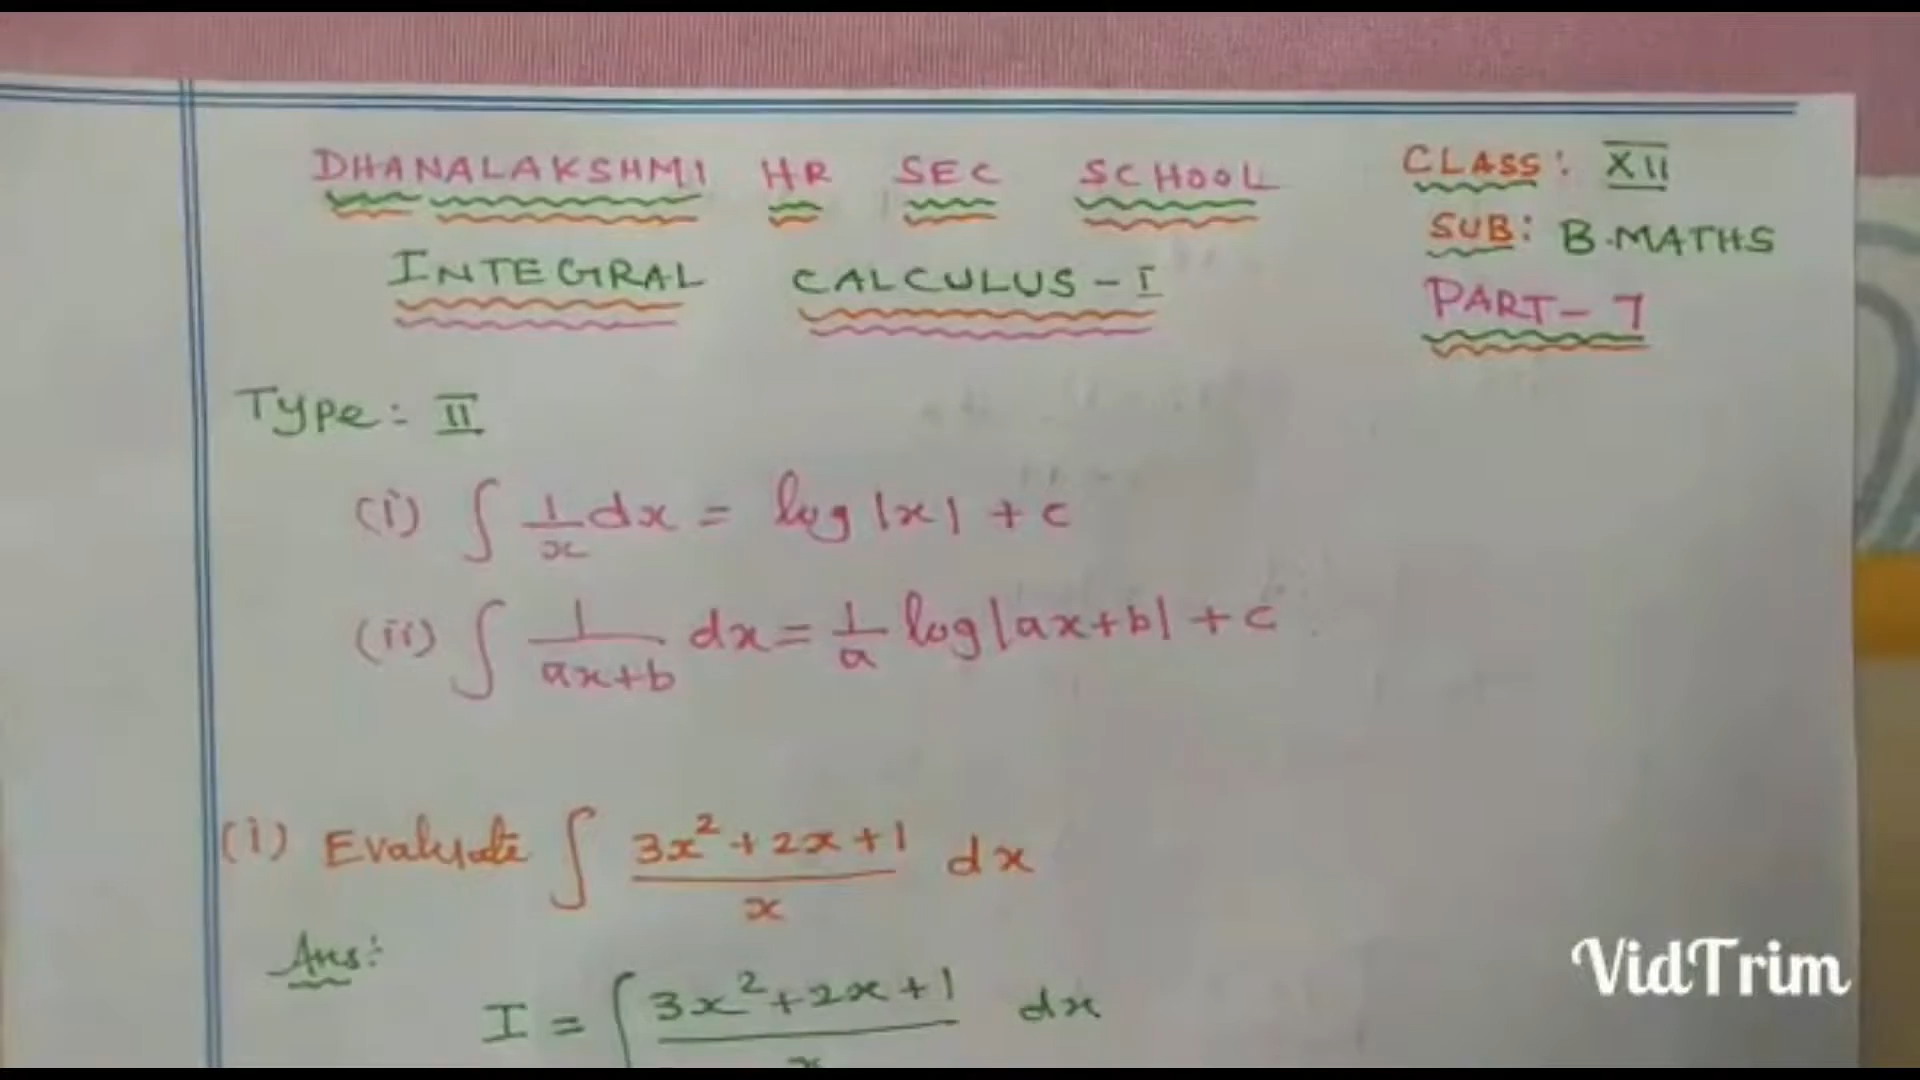 DHANALAKSHMI HR SEC SCHOOL
CLASS: XII
SUB: B.MATHS
INTEGRAL CALCULUS - I
PART - 7
Type: II
(i) ∫ 1/x dx = log |x| + c
(ii) ∫ 1/(ax+b) dx = 1/a log |ax+b| + c
(1) Evaluate ∫ (3x² + 2x + 1)/x dx
Ans:
I = ∫ (3x² + 2x + 1)/x dx
VidTrim